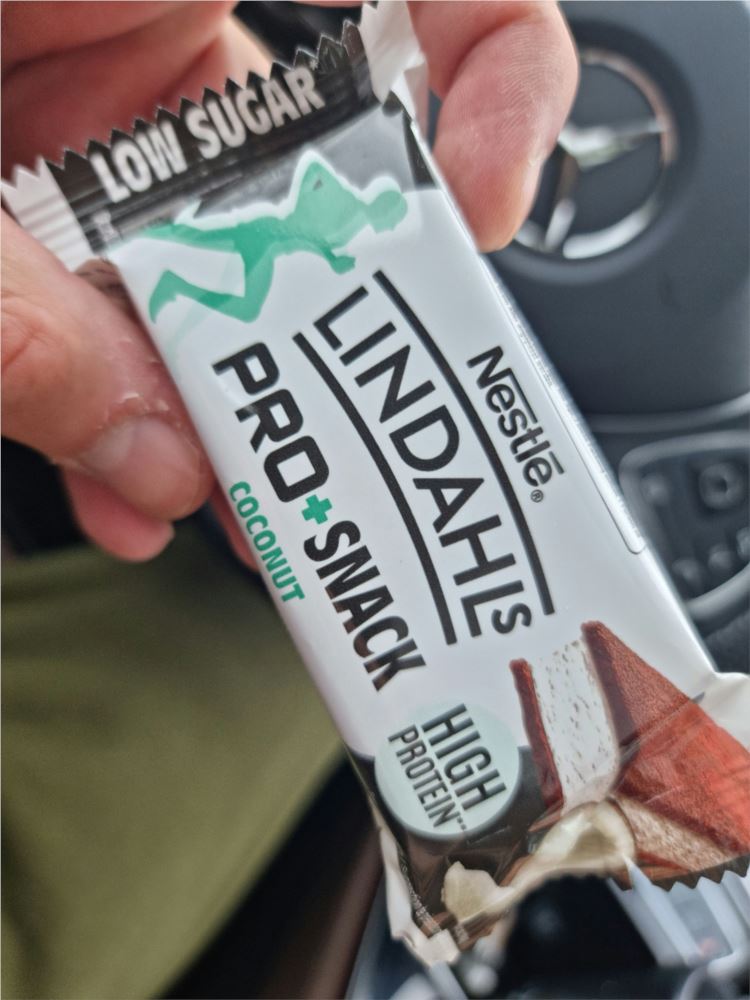 LOW SUGAR*
Nestlé®
LINDAHLS
PRO+SNACK
COCONUT
HIGH
PROTEIN**